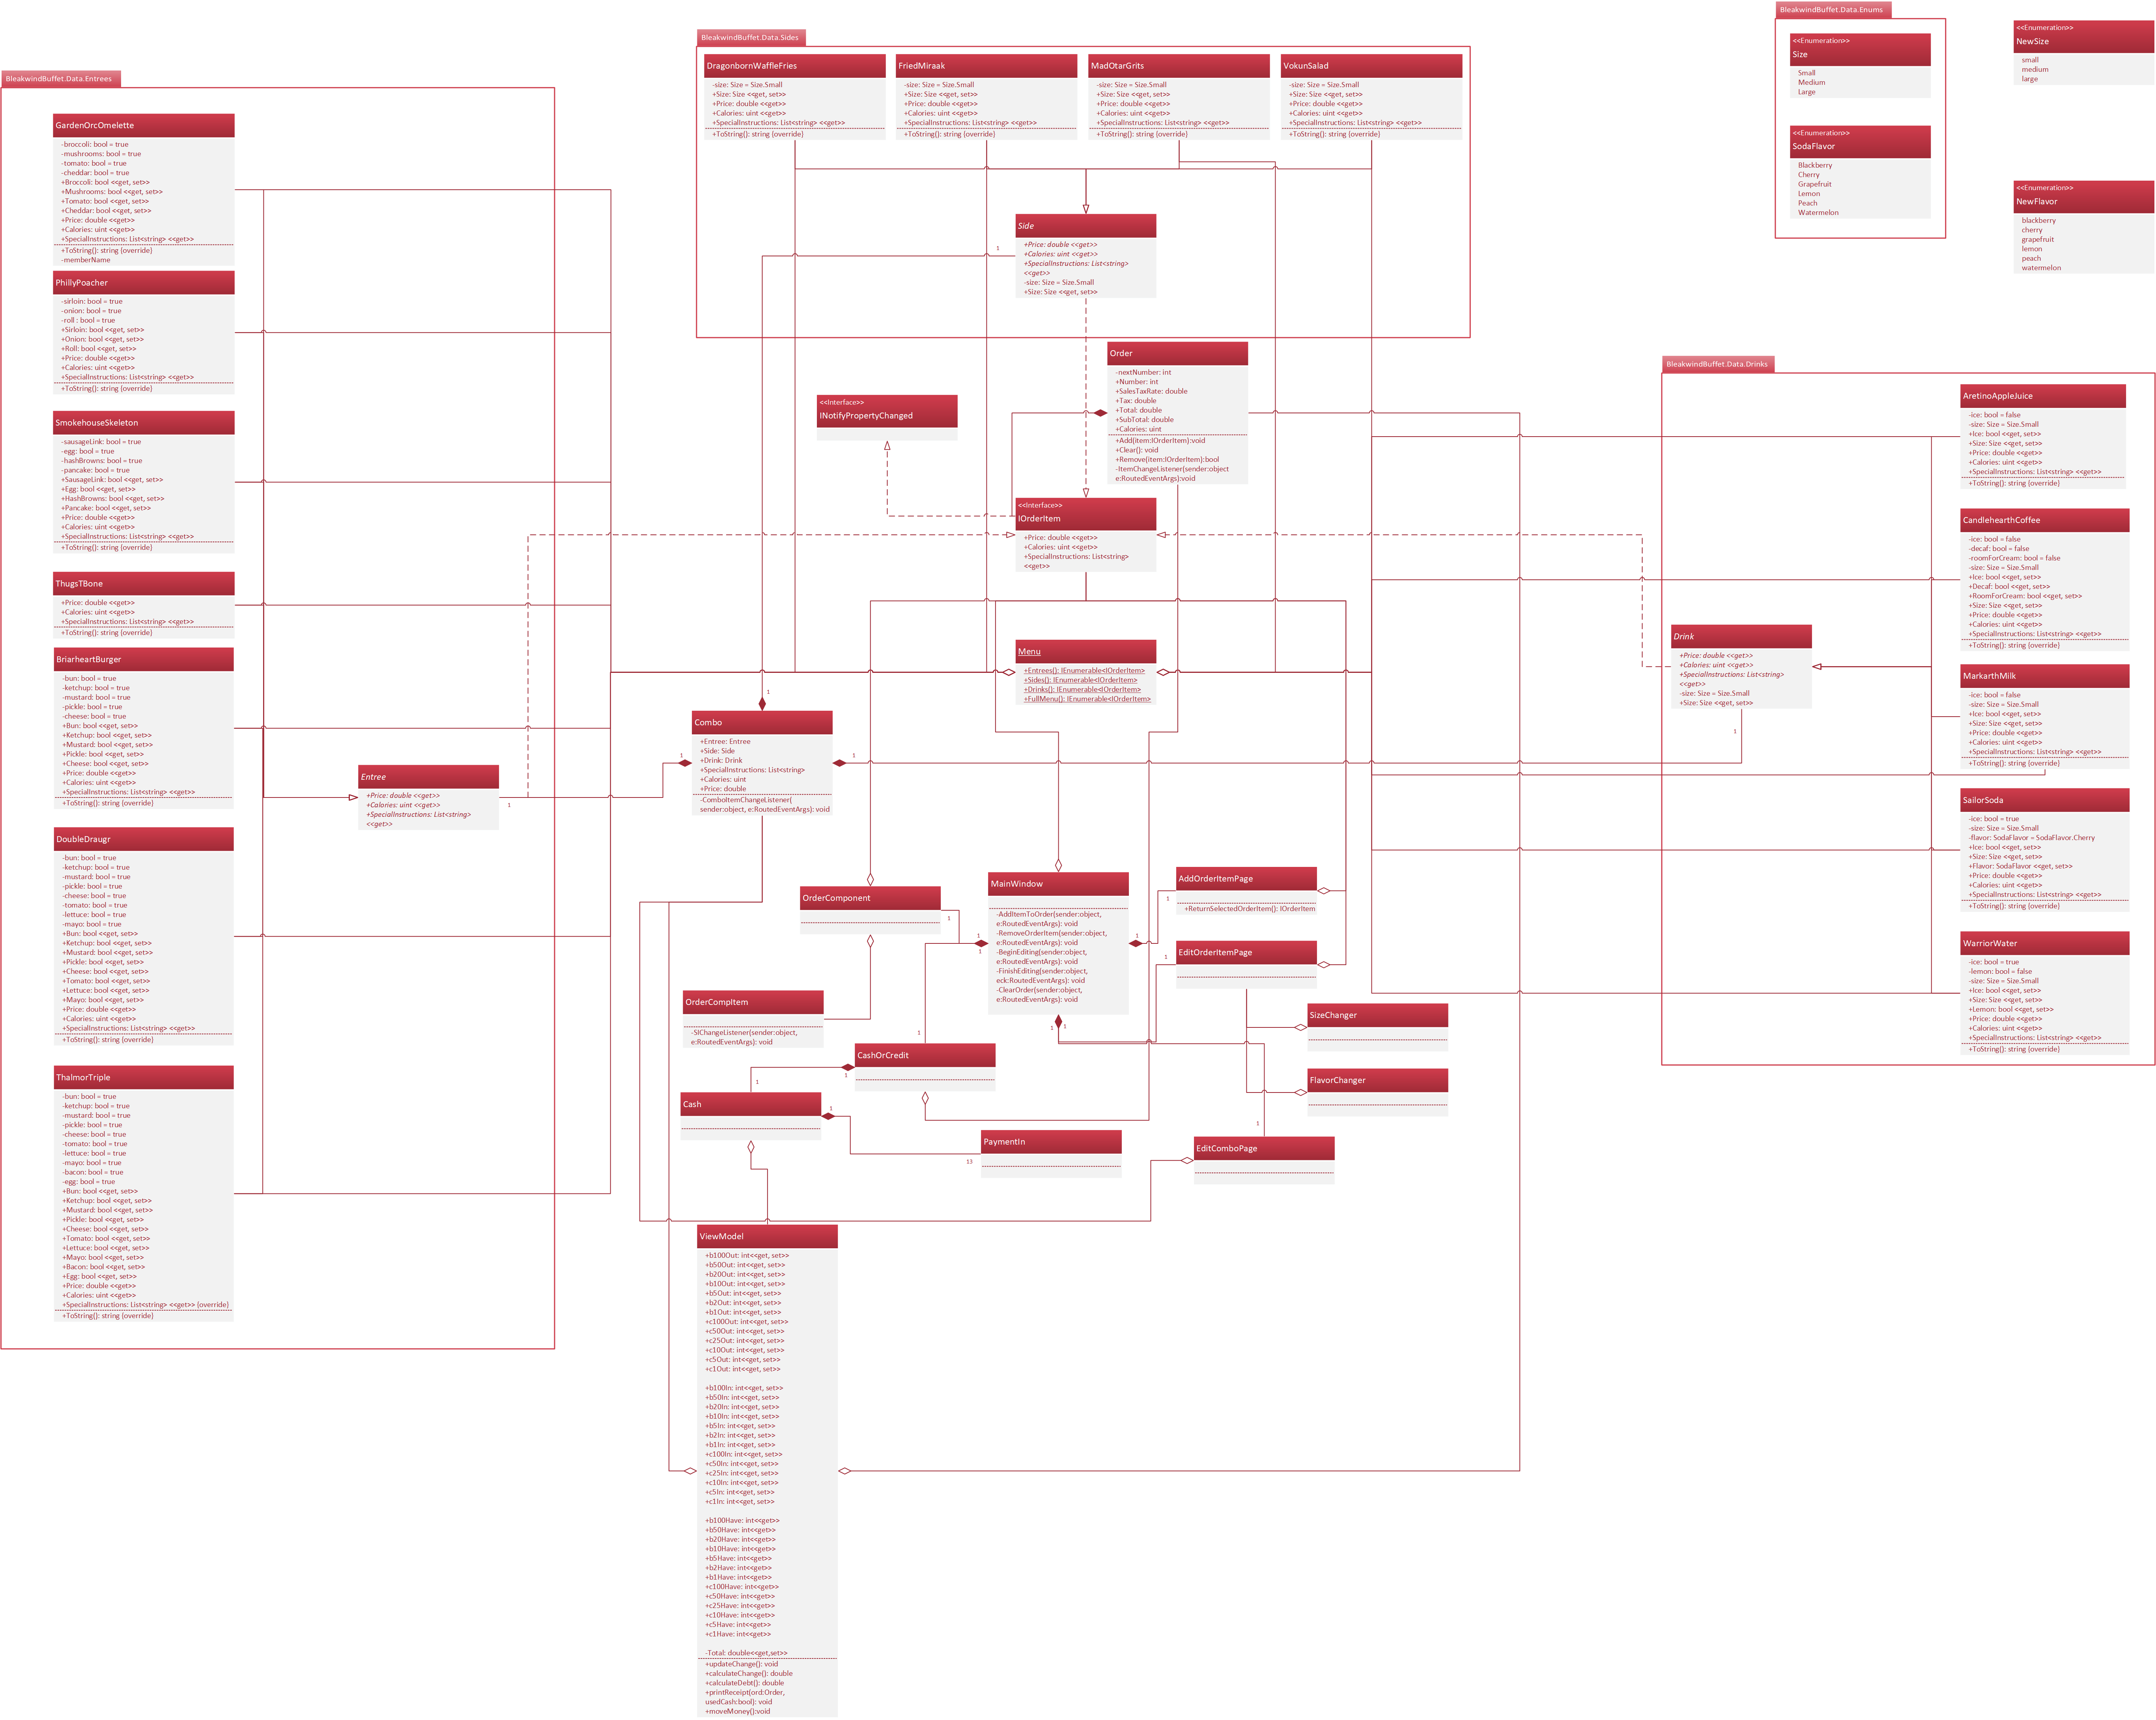 BleakwindBuffet.Data.Entrees
GardenOrcOmelette
-broccoli: bool = true
-mushrooms: bool = true
-tomato: bool = true
-cheddar: bool = true
+Broccoli: bool <<get, set>>
+Mushrooms: bool <<get, set>>
+Tomato: bool <<get, set>>
+Cheddar: bool <<get, set>>
+Price: double <<get>>
+Calories: uint <<get>>
+SpecialInstructions: List<string> <<get>>
+ToString(): string {override}
-memberName
PhillyPoacher
-sirloin: bool = true
-onion: bool = true
-roll : bool = true
+Sirloin: bool <<get, set>>
+Onion: bool <<get, set>>
+Roll: bool <<get, set>>
+Price: double <<get>>
+Calories: uint <<get>>
+SpecialInstructions: List<string> <<get>>
+ToString(): string {override}
SmokehouseSkeleton
-sausageLink: bool = true
-egg: bool = true
-hashBrowns: bool = true
-pancake: bool = true
+SausageLink: bool <<get, set>>
+Egg: bool <<get, set>>
+HashBrowns: bool <<get, set>>
+Pancake: bool <<get, set>>
+Price: double <<get>>
+Calories: uint <<get>>
+SpecialInstructions: List<string> <<get>>
+ToString(): string {override}
ThugsTBone
+Price: double <<get>>
+Calories: uint <<get>>
+SpecialInstructions: List<string> <<get>>
+ToString(): string {override}
BriarheartBurger
-bun: bool = true
-ketchup: bool = true
-mustard: bool = true
-pickle: bool = true
-cheese: bool = true
+Bun: bool <<get, set>>
+Ketchup: bool <<get, set>>
+Mustard: bool <<get, set>>
+Pickle: bool <<get, set>>
+Cheese: bool <<get, set>>
+Price: double <<get>>
+Calories: uint <<get>>
+SpecialInstructions: List<string> <<get>>
+ToString(): string {override}
DoubleDraugr
-bun: bool = true
-ketchup: bool = true
-mustard: bool = true
-pickle: bool = true
-cheese: bool = true
-tomato: bool = true
-lettuce: bool = true
-mayo: bool = true
+Bun: bool <<get, set>>
+Ketchup: bool <<get, set>>
+Mustard: bool <<get, set>>
+Pickle: bool <<get, set>>
+Cheese: bool <<get, set>>
+Tomato: bool <<get, set>>
+Lettuce: bool <<get, set>>
+Mayo: bool <<get, set>>
+Price: double <<get>>
+Calories: uint <<get>>
+SpecialInstructions: List<string> <<get>>
+ToString(): string {override}
ThalmorTriple
-bun: bool = true
-ketchup: bool = true
-mustard: bool = true
-pickle: bool = true
-cheese: bool = true
-tomato: bool = true
-lettuce: bool = true
-mayo: bool = true
-bacon: bool = true
-egg: bool = true
+Bun: bool <<get, set>>
+Ketchup: bool <<get, set>>
+Mustard: bool <<get, set>>
+Pickle: bool <<get, set>>
+Cheese: bool <<get, set>>
+Tomato: bool <<get, set>>
+Lettuce: bool <<get, set>>
+Mayo: bool <<get, set>>
+Bacon: bool <<get, set>>
+Egg: bool <<get, set>>
+Price: double <<get>>
+Calories: uint <<get>>
+SpecialInstructions: List<string> <<get>> {override}
+ToString(): string {override}
Entree
+Price: double <<get>>
+Calories: uint <<get>>
+SpecialInstructions: List<string>
<<get>>
1
BleakwindBuffet.Data.Sides
DragonbornWaffleFries
-size: Size = Size.Small
+Size: Size <<get, set>>
+Price: double <<get>>
+Calories: uint <<get>>
+SpecialInstructions: List<string> <<get>>
+ToString(): string {override}
FriedMiraak
-size: Size = Size.Small
+Size: Size <<get, set>>
+Price: double <<get>>
+Calories: uint <<get>>
+SpecialInstructions: List<string> <<get>>
+ToString(): string {override}
MadOtarGrits
-size: Size = Size.Small
+Size: Size <<get, set>>
+Price: double <<get>>
+Calories: uint <<get>>
+SpecialInstructions: List<string> <<get>>
+ToString(): string {override}
VokunSalad
-size: Size = Size.Small
+Size: Size <<get, set>>
+Price: double <<get>>
+Calories: uint <<get>>
+SpecialInstructions: List<string> <<get>>
+ToString(): string {override}
Side
+Price: double <<get>>
+Calories: uint <<get>>
+SpecialInstructions: List<string>
<<get>>
-size: Size = Size.Small
+Size: Size <<get, set>>
1
Order
-nextNumber: int
+Number: int
+SalesTaxRate: double
+Tax: double
+Total: double
+SubTotal: double
+Calories: uint
+Add(item:IOrderItem):void
+Clear(): void
+Remove(item:IOrderItem):bool
-ItemChangeListener(sender:object
e:RoutedEventArgs):void
<<Interface>>
INotifyPropertyChanged
<<Interface>>
IOrderItem
+Price: double <<get>>
+Calories: uint <<get>>
+SpecialInstructions: List<string>
<<get>>
Menu
+Entrees(): IEnumerable<IOrderItem>
+Sides(): IEnumerable<IOrderItem>
+Drinks(): IEnumerable<IOrderItem>
+FullMenu(): IEnumerable<IOrderItem>
1
Combo
+Entree: Entree
+Side: Side
+Drink: Drink
+SpecialInstructions: List<string>
+Calories: uint
+Price: double
-ComboItemChangeListener(
sender:object, e:RoutedEventArgs): void
1
1
OrderComponent
1
MainWindow
-AddItemToOrder(sender:object,
e:RoutedEventArgs): void
-RemoveOrderItem(sender:object,
e:RoutedEventArgs): void
-BeginEditing(sender:object,
e:RoutedEventArgs): void
-FinishEditing(sender:object,
eck:RoutedEventArgs): void
-ClearOrder(sender:object,
e:RoutedEventArgs): void
1
1
1
1
1
AddOrderItemPage
+ReturnSelectedOrderItem(): IOrderItem
1
EditOrderItemPage
1
OrderCompItem
-SIChangeListener(sender:object,
e:RoutedEventArgs): void
SizeChanger
FlavorChanger
CashOrCredit
1
1
Cash
1
1
PaymentIn
13
EditComboPage
1
ViewModel
+b100Out: int<<get, set>>
+b50Out: int<<get, set>>
+b20Out: int<<get, set>>
+b10Out: int<<get, set>>
+b5Out: int<<get, set>>
+b2Out: int<<get, set>>
+b1Out: int<<get, set>>
+c100Out: int<<get, set>>
+c50Out: int<<get, set>>
+c25Out: int<<get, set>>
+c10Out: int<<get, set>>
+c5Out: int<<get, set>>
+c1Out: int<<get, set>>
+b100In: int<<get, set>>
+b50In: int<<get, set>>
+b20In: int<<get, set>>
+b10In: int<<get, set>>
+b5In: int<<get, set>>
+b2In: int<<get, set>>
+b1In: int<<get, set>>
+c100In: int<<get, set>>
+c50In: int<<get, set>>
+c25In: int<<get, set>>
+c10In: int<<get, set>>
+c5In: int<<get, set>>
+c1In: int<<get, set>>
+b100Have: int<<get>>
+b50Have: int<<get>>
+b20Have: int<<get>>
+b10Have: int<<get>>
+b5Have: int<<get>>
+b2Have: int<<get>>
+b1Have: int<<get>>
+c100Have: int<<get>>
+c50Have: int<<get>>
+c25Have: int<<get>>
+c10Have: int<<get>>
+c5Have: int<<get>>
+c1Have: int<<get>>
-Total: double<<get,set>>
+updateChange(): void
+calculateChange(): double
+calculateDebt(): double
+printReceipt(ord:Order,
usedCash:bool): void
+moveMoney():void
BleakwindBuffet.Data.Enums
<<Enumeration>>
Size
Small
Medium
Large
<<Enumeration>>
SodaFlavor
Blackberry
Cherry
Grapefruit
Lemon
Peach
Watermelon
<<Enumeration>>
NewSize
small
medium
large
<<Enumeration>>
NewFlavor
blackberry
cherry
grapefruit
lemon
peach
watermelon
BleakwindBuffet.Data.Drinks
AretinoAppleJuice
-ice: bool = false
-size: Size = Size.Small
+Ice: bool <<get, set>>
+Size: Size <<get, set>>
+Price: double <<get>>
+Calories: uint <<get>>
+SpecialInstructions: List<string> <<get>>
+ToString(): string {override}
CandlehearthCoffee
-ice: bool = false
-decaf: bool = false
-roomForCream: bool = false
-size: Size = Size.Small
+Ice: bool <<get, set>>
+Decaf: bool <<get, set>>
+RoomForCream: bool <<get, set>>
+Size: Size <<get, set>>
+Price: double <<get>>
+Calories: uint <<get>>
+SpecialInstructions: List<string> <<get>>
+ToString(): string {override}
Drink
+Price: double <<get>>
+Calories: uint <<get>>
+SpecialInstructions: List<string>
<<get>>
-size: Size = Size.Small
+Size: Size <<get, set>>
1
MarkarthMilk
-ice: bool = false
-size: Size = Size.Small
+Ice: bool <<get, set>>
+Size: Size <<get, set>>
+Price: double <<get>>
+Calories: uint <<get>>
+SpecialInstructions: List<string> <<get>>
+ToString(): string {override}
SailorSoda
-ice: bool = true
-size: Size = Size.Small
-flavor: SodaFlavor = SodaFlavor.Cherry
+Ice: bool <<get, set>>
+Size: Size <<get, set>>
+Flavor: SodaFlavor <<get, set>>
+Price: double <<get>>
+Calories: uint <<get>>
+SpecialInstructions: List<string> <<get>>
+ToString(): string {override}
WarriorWater
-ice: bool = true
-lemon: bool = false
-size: Size = Size.Small
+Ice: bool <<get, set>>
+Size: Size <<get, set>>
+Lemon: bool <<get, set>>
+Price: double <<get>>
+Calories: uint <<get>>
+SpecialInstructions: List<string> <<get>>
+ToString(): string {override}